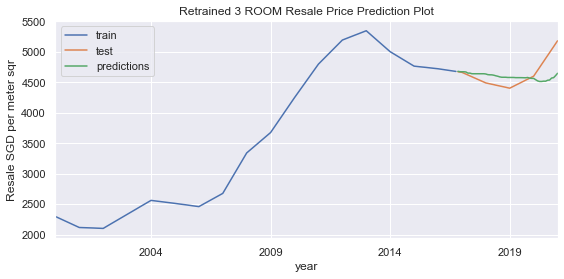 Retrained 3 ROOM Resale Price Prediction Plot
train
test
predictions
Resale SGD per meter sqr
5500
5000
4500
4000
3500
3000
2500
2000
2004 2009 2014 2019
year